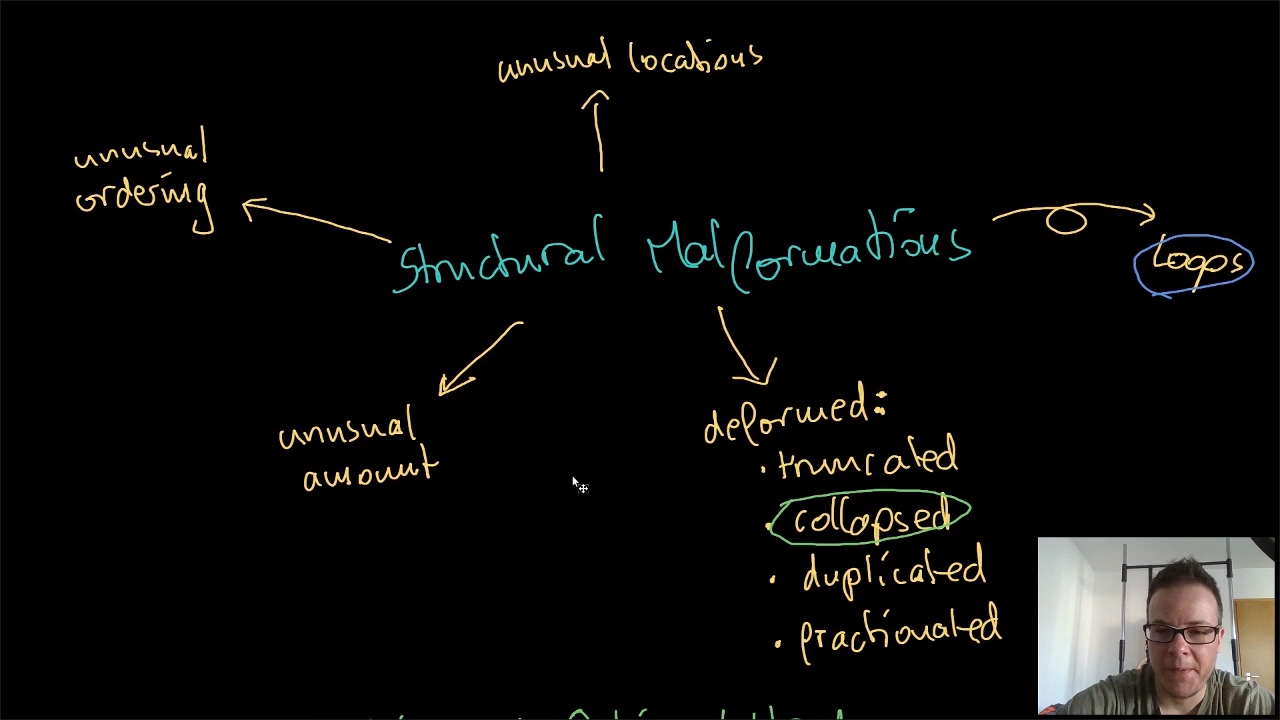 unusual locations
unusual
ordering
Structural Malformations
Loops
unusual
amount
deformed:
• truncated
• collapsed
• duplicated
• fractionated